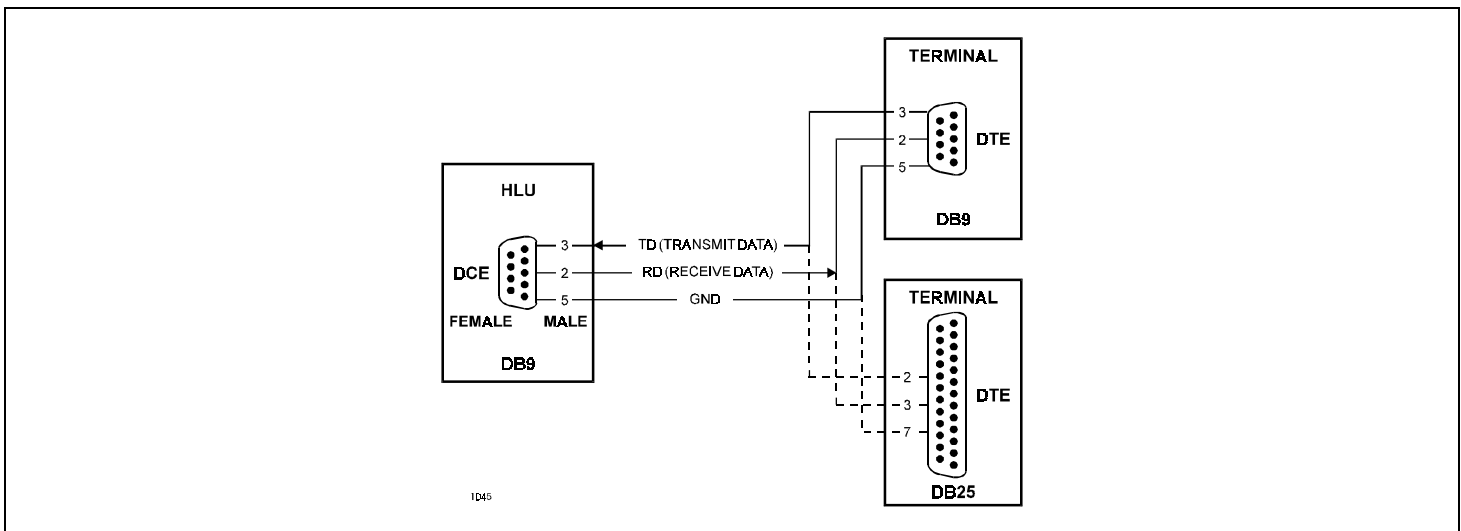 TERMINAL
3
2
5
DTE
DB9
HLU
DCE
3
2
5
TD (TRANSMIT DATA)
RD (RECEIVE DATA)
GND
FEMALE MALE
DB9
TERMINAL
2
3
7
DTE
DB25
1D45